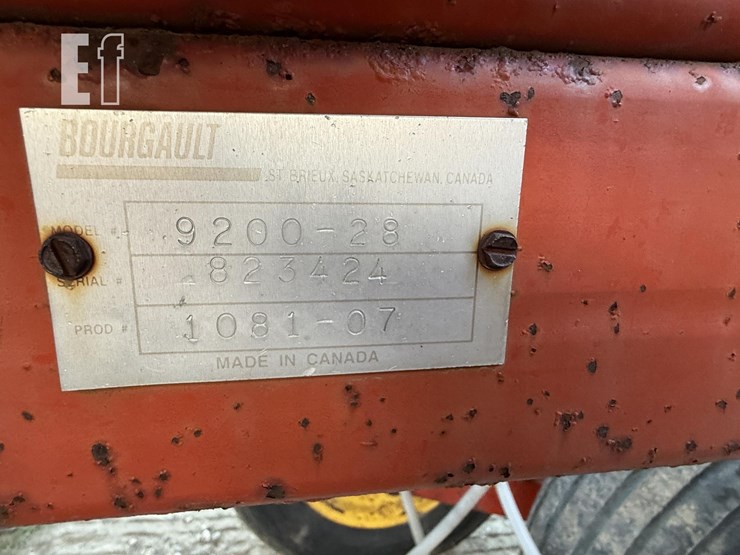 Ef
BOURGAULT
ST. BRIEUX, SASKATCHEWAN, CANADA
MODEL # 9200-28
SERIAL # 823424
PROD # 1081-07
MADE IN CANADA